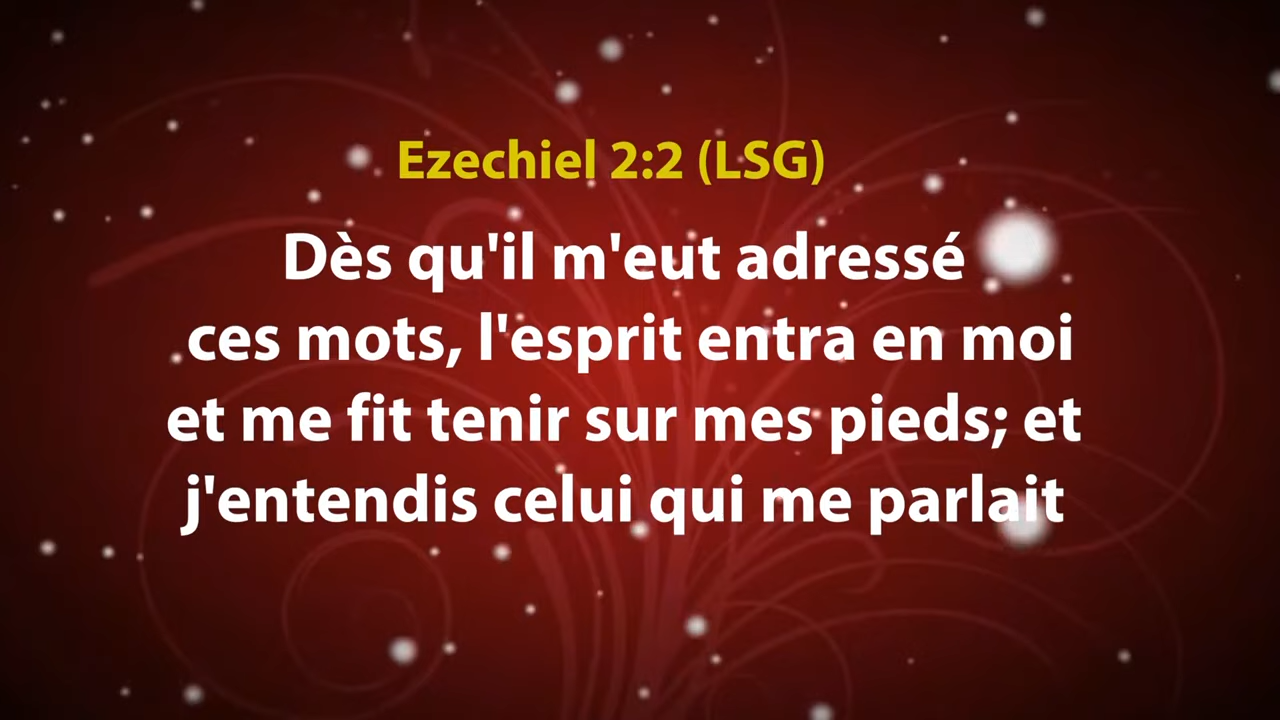 Ezechiel 2:2 (LSG)
Dès qu'il m'eut adressé
ces mots, l'esprit entra en moi
et me fit tenir sur mes pieds; et
j'entendis celui qui me parlait